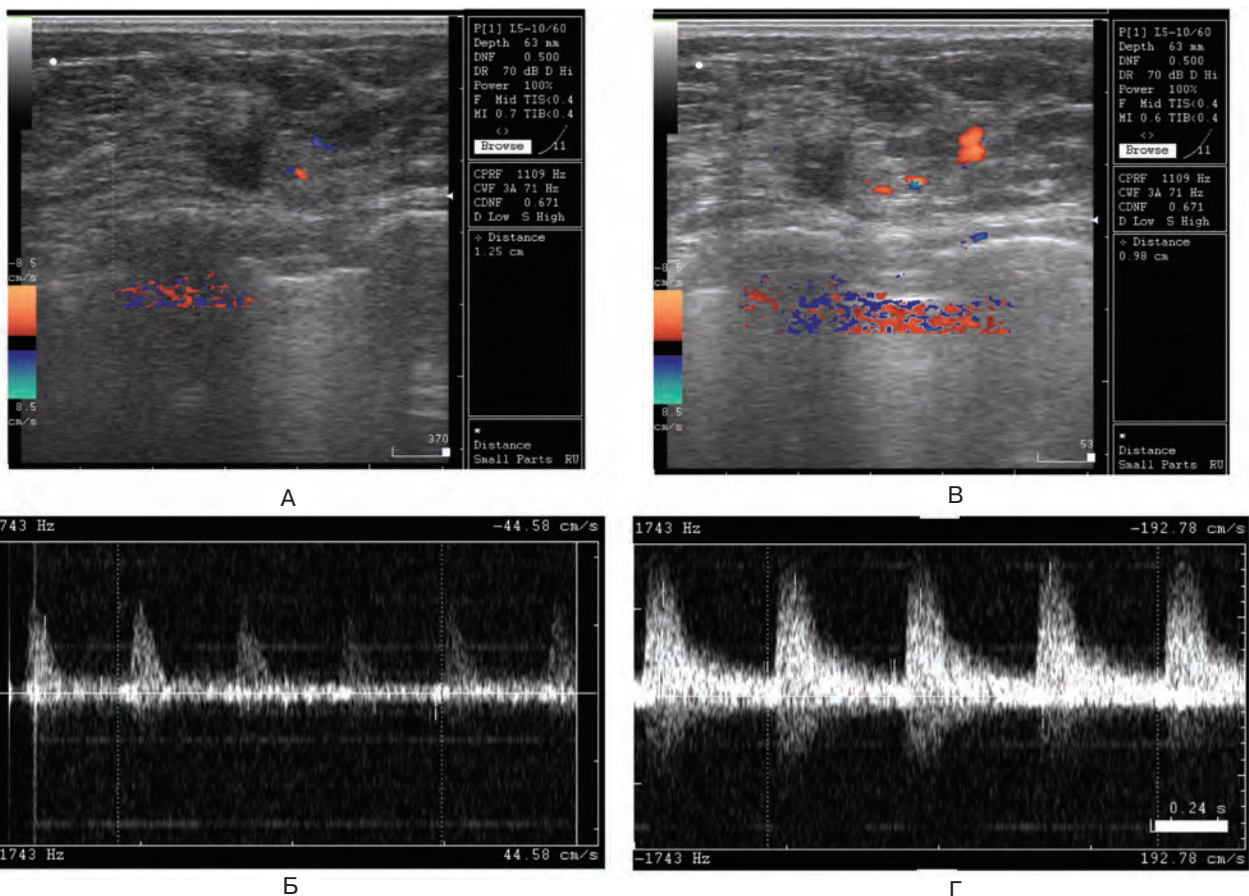 P[1] L5-10/60
Depth 63 mm
DNF 0.500
DR 70 dB D Hi
Power 100%
F Mid TIS<0.4
MI 0.7 TIB<0.4
<>
Browse 11
CPRF 1109 Hz
CWF 3A 71 Hz
CDNF 0.671
D Low S High
÷ Distance
1.25 cm
-8.5
cm/s
8.5
cm/s
370
Distance
Small Parts RU
А
P[1] L5-10/60
Depth 63 mm
DNF 0.500
DR 70 dB D Hi
Power 100%
F Mid TIS<0.4
MI 0.6 TIB<0.4
<>
Browse 11
CPRF 1109 Hz
CWF 3A 71 Hz
CDNF 0.671
D Low S High
÷ Distance
0.98 cm
-8.5
cm/s
8.5
cm/s
53
Distance
Small Parts RU
В
743 Hz -44.58 cm/s
1743 Hz 44.58 cm/s
Б
1743 Hz -192.78 cm/s
0.24 s
-1743 Hz 192.78 cm/s
Г